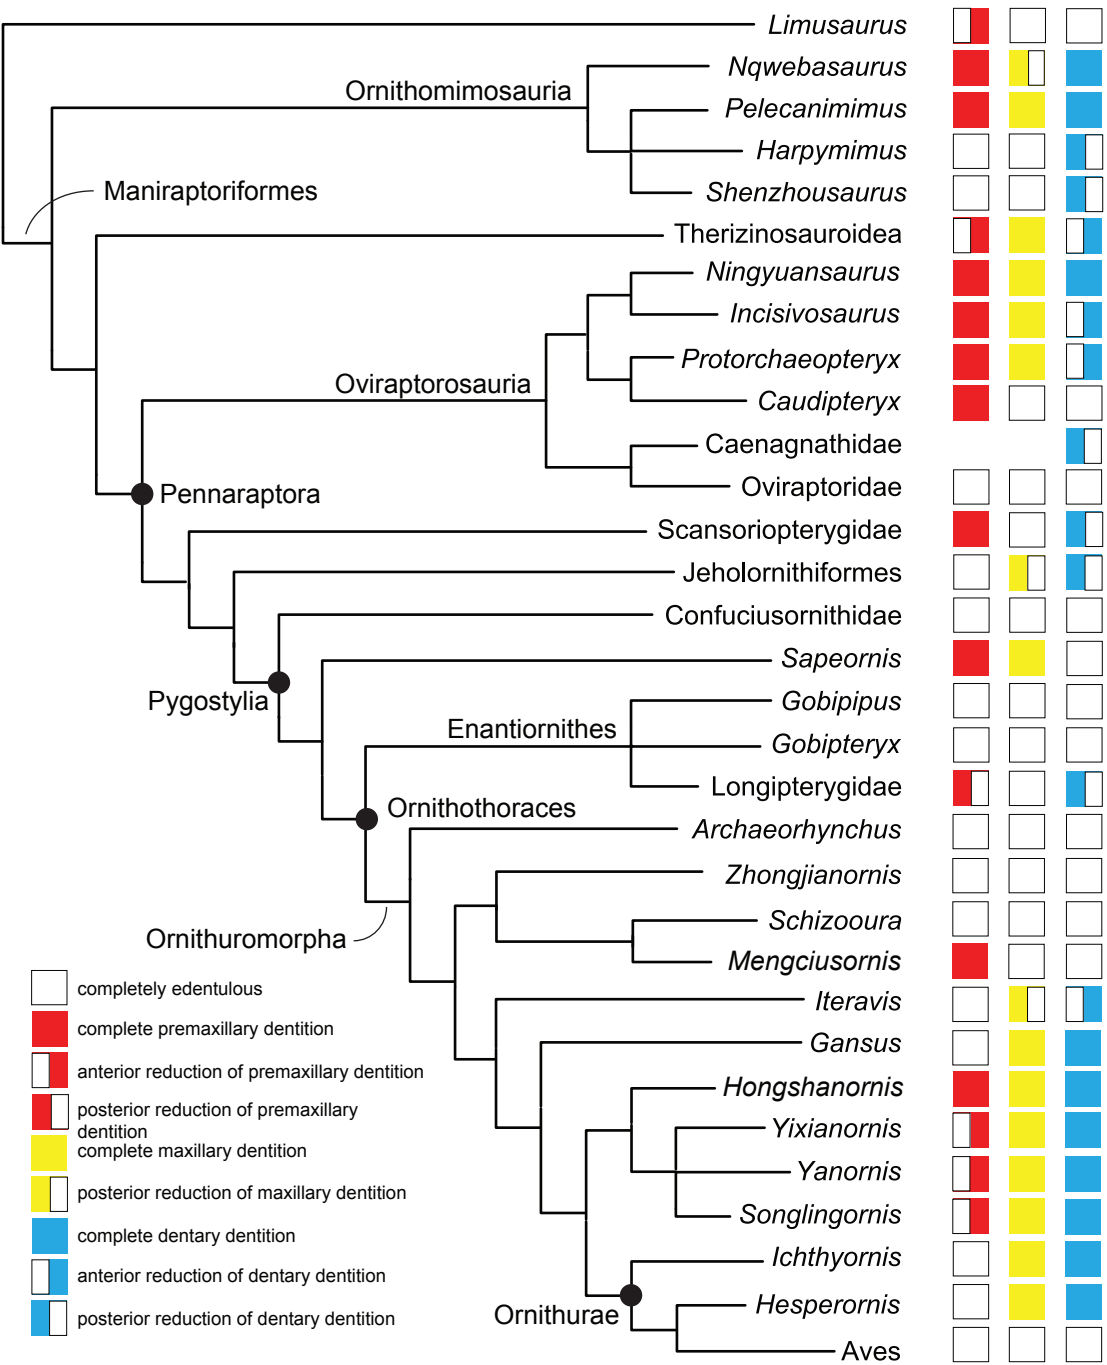 Limusaurus
Nqwebasaurus
Ornithomimosauria
Pelecanimimus
Harpymimus
Maniraptoriformes
Shenzhousaurus
Therizinosauroidea
Ningyuansaurus
Incisivosaurus
Protorchaeopteryx
Oviraptorosauria
Caudipteryx
Caenagnathidae
Oviraptoridae
Pennaraptora
Scansoriopterygidae
Jeholornithiformes
Confuciusornithidae
Sapeornis
Pygostylia
Gobipipus
Enantiornithes
Gobipteryx
Longipterygidae
Ornithothoraces
Archaeorhynchus
Zhongjianornis
Schizooura
Ornithuromorpha
Mengciusornis
Iteravis
Gansus
Hongshanornis
Yixianornis
Yanornis
Songlingornis
Ichthyornis
Hesperornis
Ornithurae
Aves
completely edentulous
complete premaxillary dentition
anterior reduction of premaxillary dentition
posterior reduction of premaxillary
dentition
complete maxillary dentition
posterior reduction of maxillary dentition
complete dentary dentition
anterior reduction of dentary dentition
posterior reduction of dentary dentition